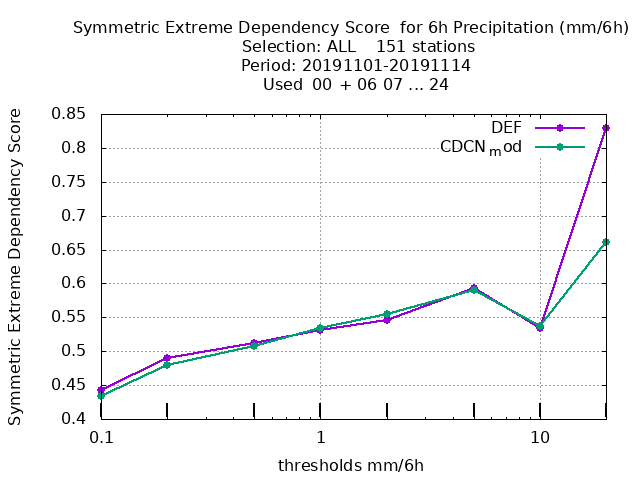 Symmetric Extreme Dependency Score  for 6h Precipitation (mm/6h)
Selection: ALL    151 stations
Period: 20191101-20191114
Used  00  + 06 07 ... 24
Symmetric Extreme Dependency Score
0.85
0.8
0.75
0.7
0.65
0.6
0.55
0.5
0.45
0.4
DEF
CDCN mod
0.1
1
10
thresholds mm/6h